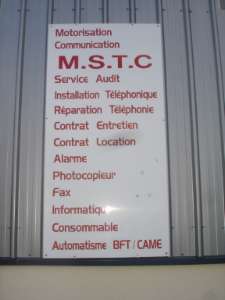 Motorisation
Communication
M.S.T.C
Service Audit
Installation Téléphonique
Réparation Téléphonie
Contrat Entretien
Contrat Location
Alarme
Photocopieur
Fax
Informatique
Consommable
Automatisme BFT/CAME